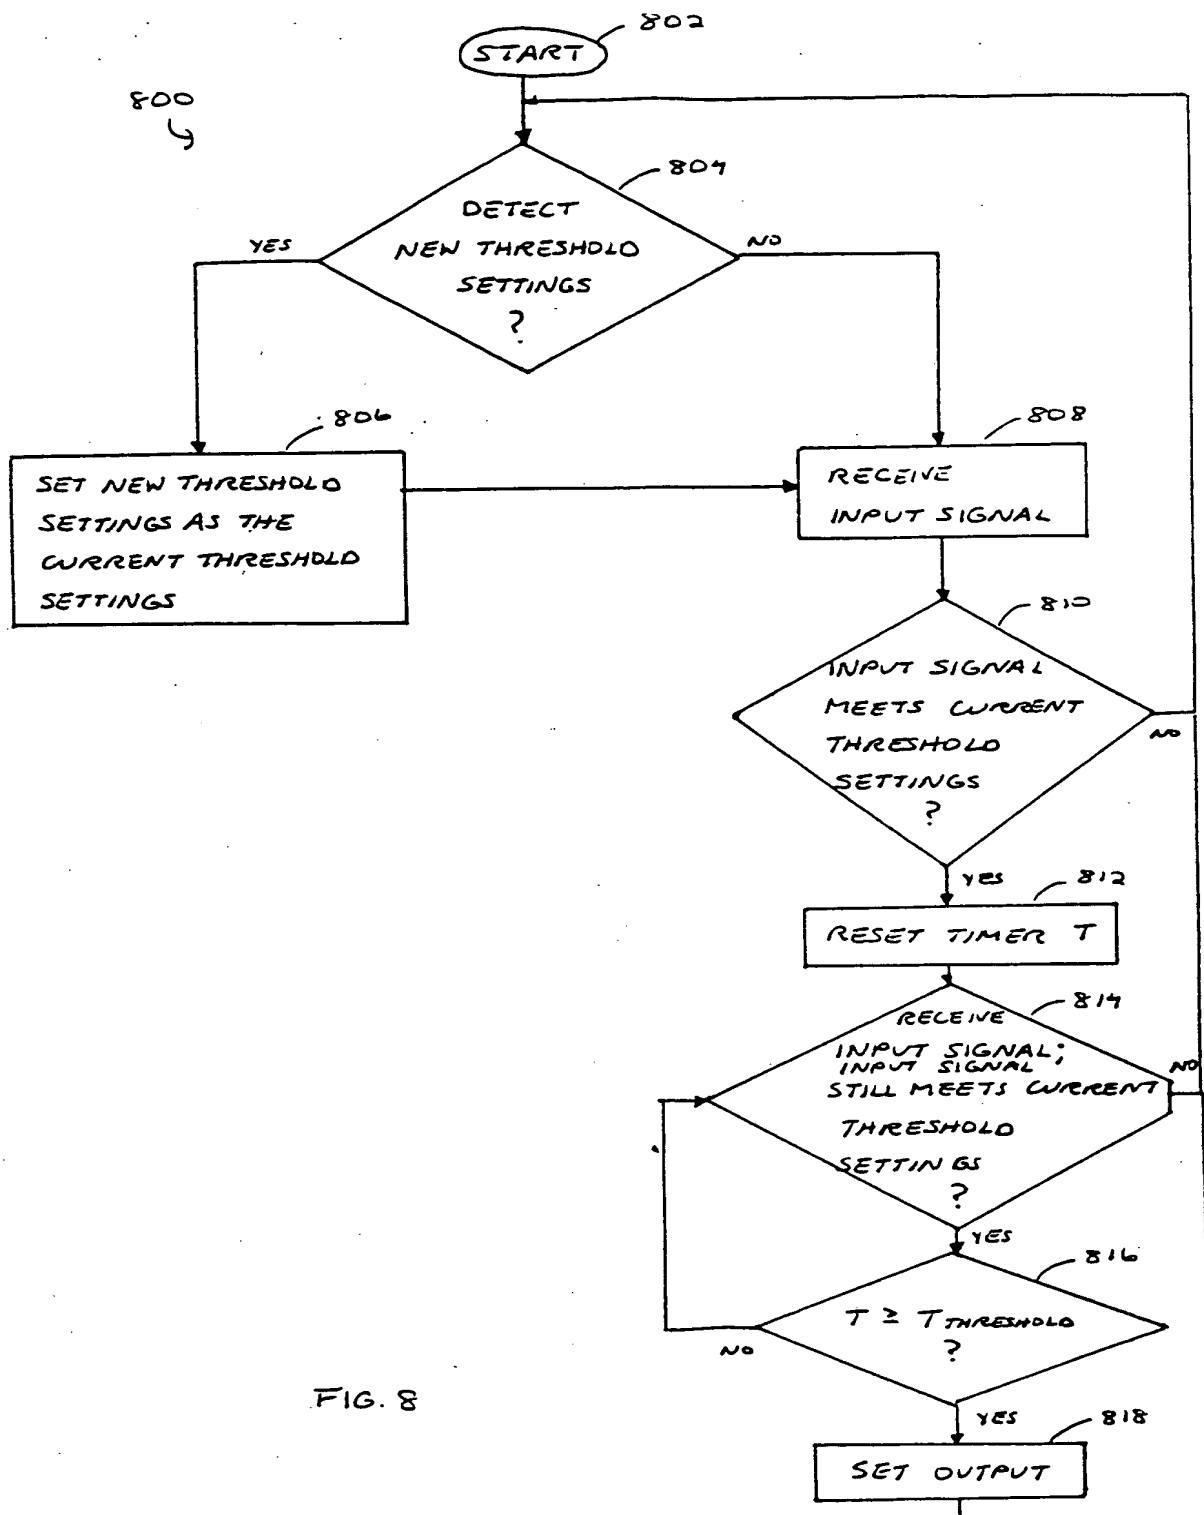 802
START
800
804
DETECT
NEW THRESHOLD
SETTINGS
?
YES
NO
806
SET NEW THRESHOLD
SETTINGS AS THE
CURRENT THRESHOLD
SETTINGS
808
RECEIVE
INPUT SIGNAL
810
INPUT SIGNAL
MEETS CURRENT
THRESHOLD
SETTINGS
?
NO
YES
812
RESET TIMER T
814
RECEIVE
INPUT SIGNAL;
INPUT SIGNAL
STILL MEETS CURRENT
THRESHOLD
SETTINGS
?
NO
YES
816
T ≥ T THRESHOLD
?
NO
YES
818
SET OUTPUT
FIG. 8